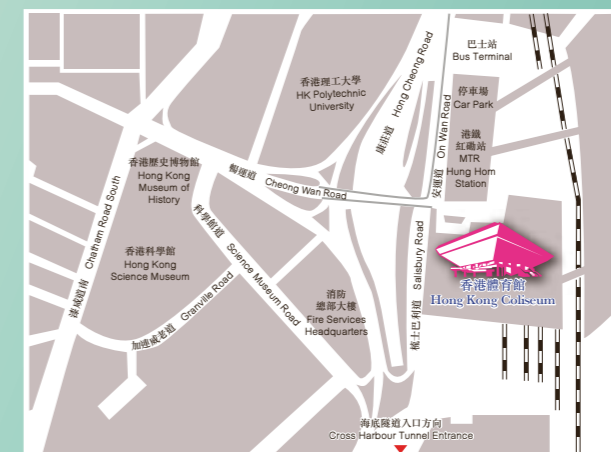 巴士站
Bus Terminal
香港理工大學
HK Polytechnic
University
康莊道 Hong Cheong Road
停車場
Car Park
港鐵
紅磡站
MTR
Hung Hom
Station
安運道 On Wan Road
香港歷史博物館
Hong Kong
Museum of
History
暢運道 Cheong Wan Road
漆咸道南 Chatham Road South
科學館道 Science Museum Road
香港科學館
Hong Kong
Science Museum
加連威老道 Granville Road
消防
總部大樓
Fire Services
Headquarters
梳士巴利道 Salisbury Road
香港體育館
Hong Kong Coliseum
海底隧道入口方向
Cross Harbour Tunnel Entrance